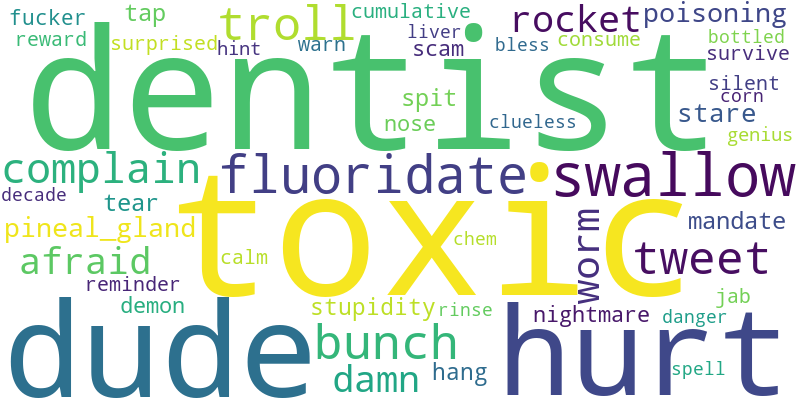 fucker tap troll cumulative rocket poisoning
reward surprised hint warn liver scam bless consume bottled survive
dentist
spit nose clueless silent corn stare genius
complain fluoridate swallow
decade tear toxic worm mandate
pineal_gland calm chem tweet
afraid
reminder demon stupidity rinse nightmare jab danger
dude bunch hurt
damn hang spell